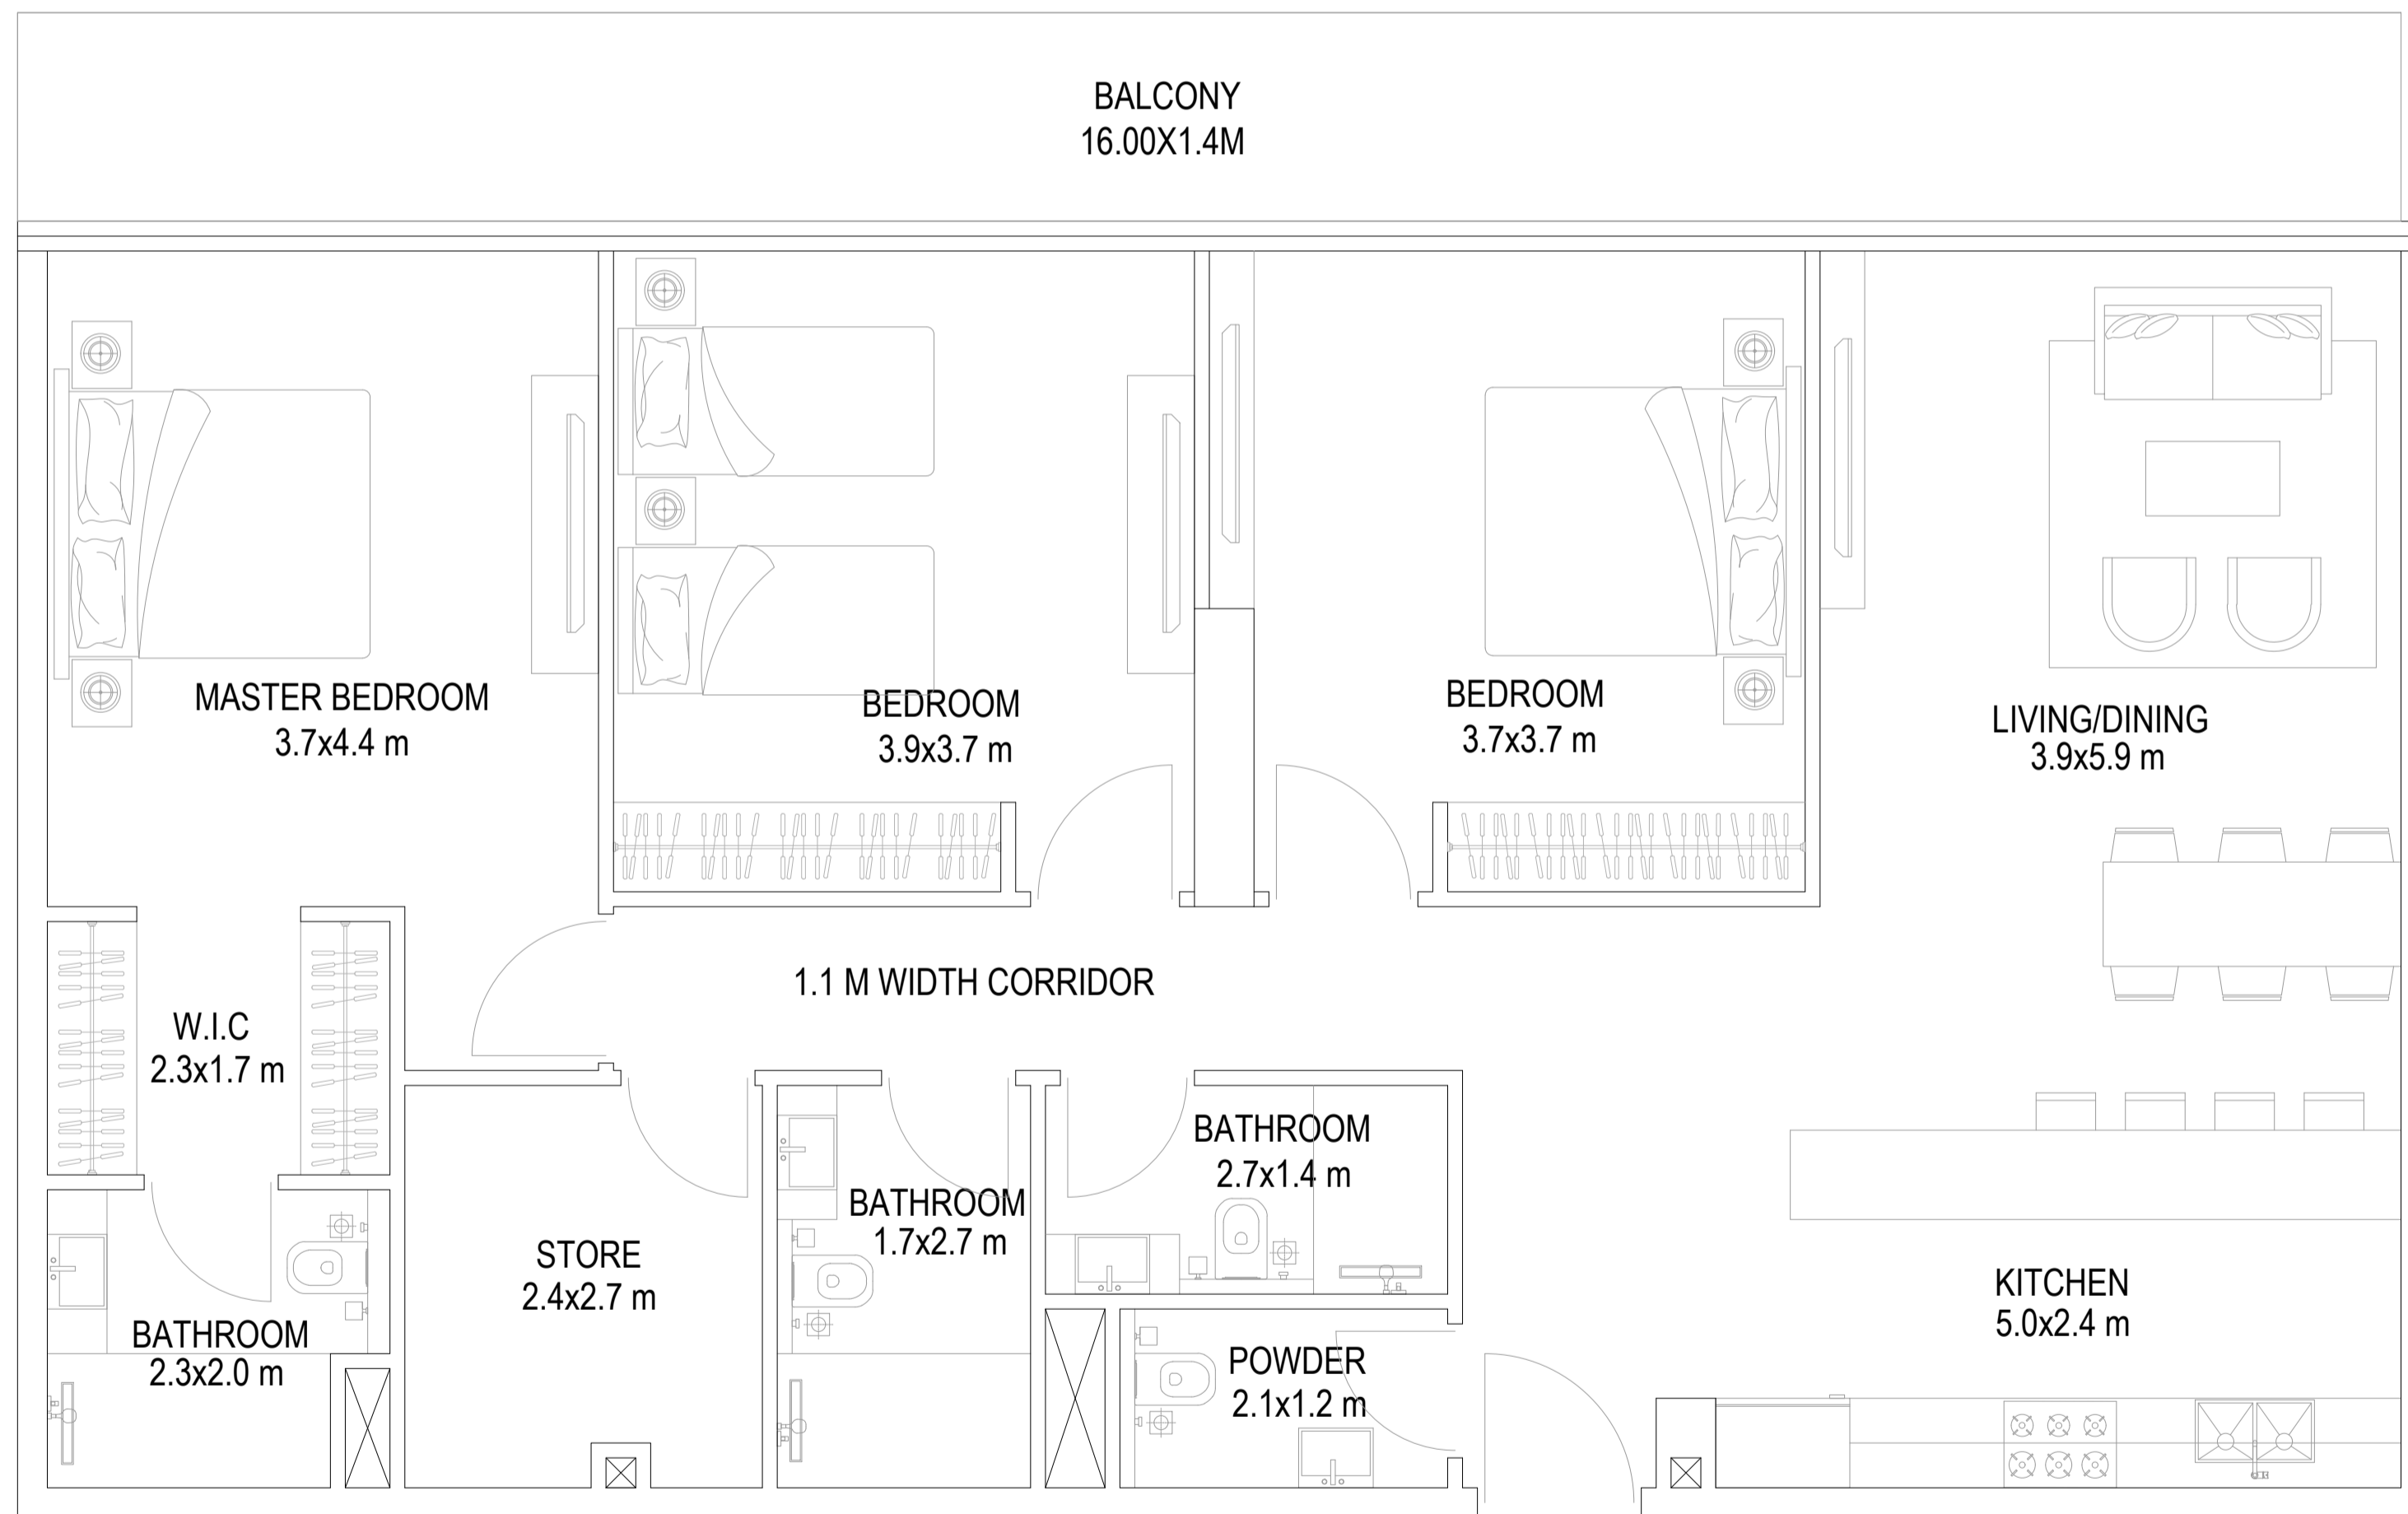 BALCONY
16.00X1.4M
MASTER BEDROOM
3.7x4.4 m
BEDROOM
3.9x3.7 m
BEDROOM
3.7x3.7 m
LIVING/DINING
3.9x5.9 m
1.1 M WIDTH CORRIDOR
W.I.C
2.3x1.7 m
BATHROOM
2.7x1.4 m
BATHROOM
1.7x2.7 m
STORE
2.4x2.7 m
KITCHEN
5.0x2.4 m
BATHROOM
2.3x2.0 m
POWDER
2.1x1.2 m